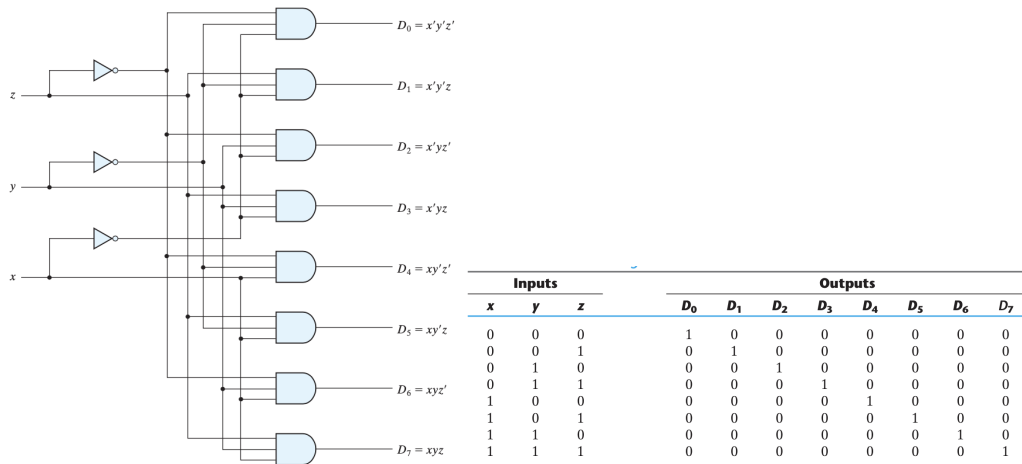 D₀ = x′y′z′
D₁ = x′y′z
z
D₂ = x′yz′
y
D₃ = x′yz
D₄ = xy′z′
x
D₅ = xy′z
D₆ = xyz′
D₇ = xyz
Inputs Outputs
x y z D₀ D₁ D₂ D₃ D₄ D₅ D₆ D₇
0 0 0 1 0 0 0 0 0 0 0
0 0 1 0 1 0 0 0 0 0 0
0 1 0 0 0 1 0 0 0 0 0
0 1 1 0 0 0 1 0 0 0 0
1 0 0 0 0 0 0 1 0 0 0
1 0 1 0 0 0 0 0 1 0 0
1 1 0 0 0 0 0 0 0 1 0
1 1 1 0 0 0 0 0 0 0 1